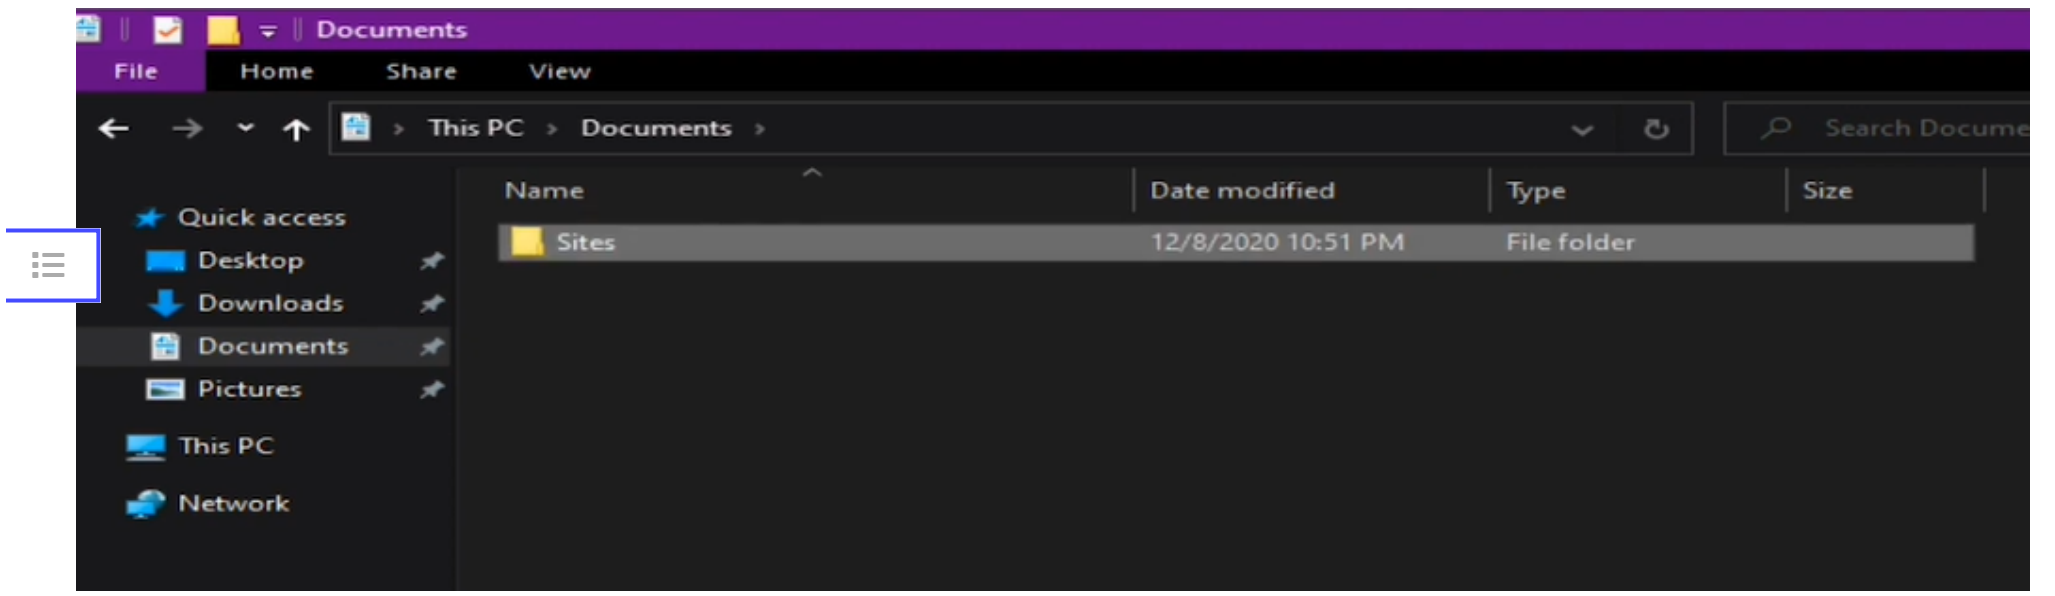 Documents
File Home Share View
This PC > Documents >
Search Docume
Name Date modified Type Size
Quick access
Sites 12/8/2020 10:51 PM File folder
Desktop
Downloads
Documents
Pictures
This PC
Network